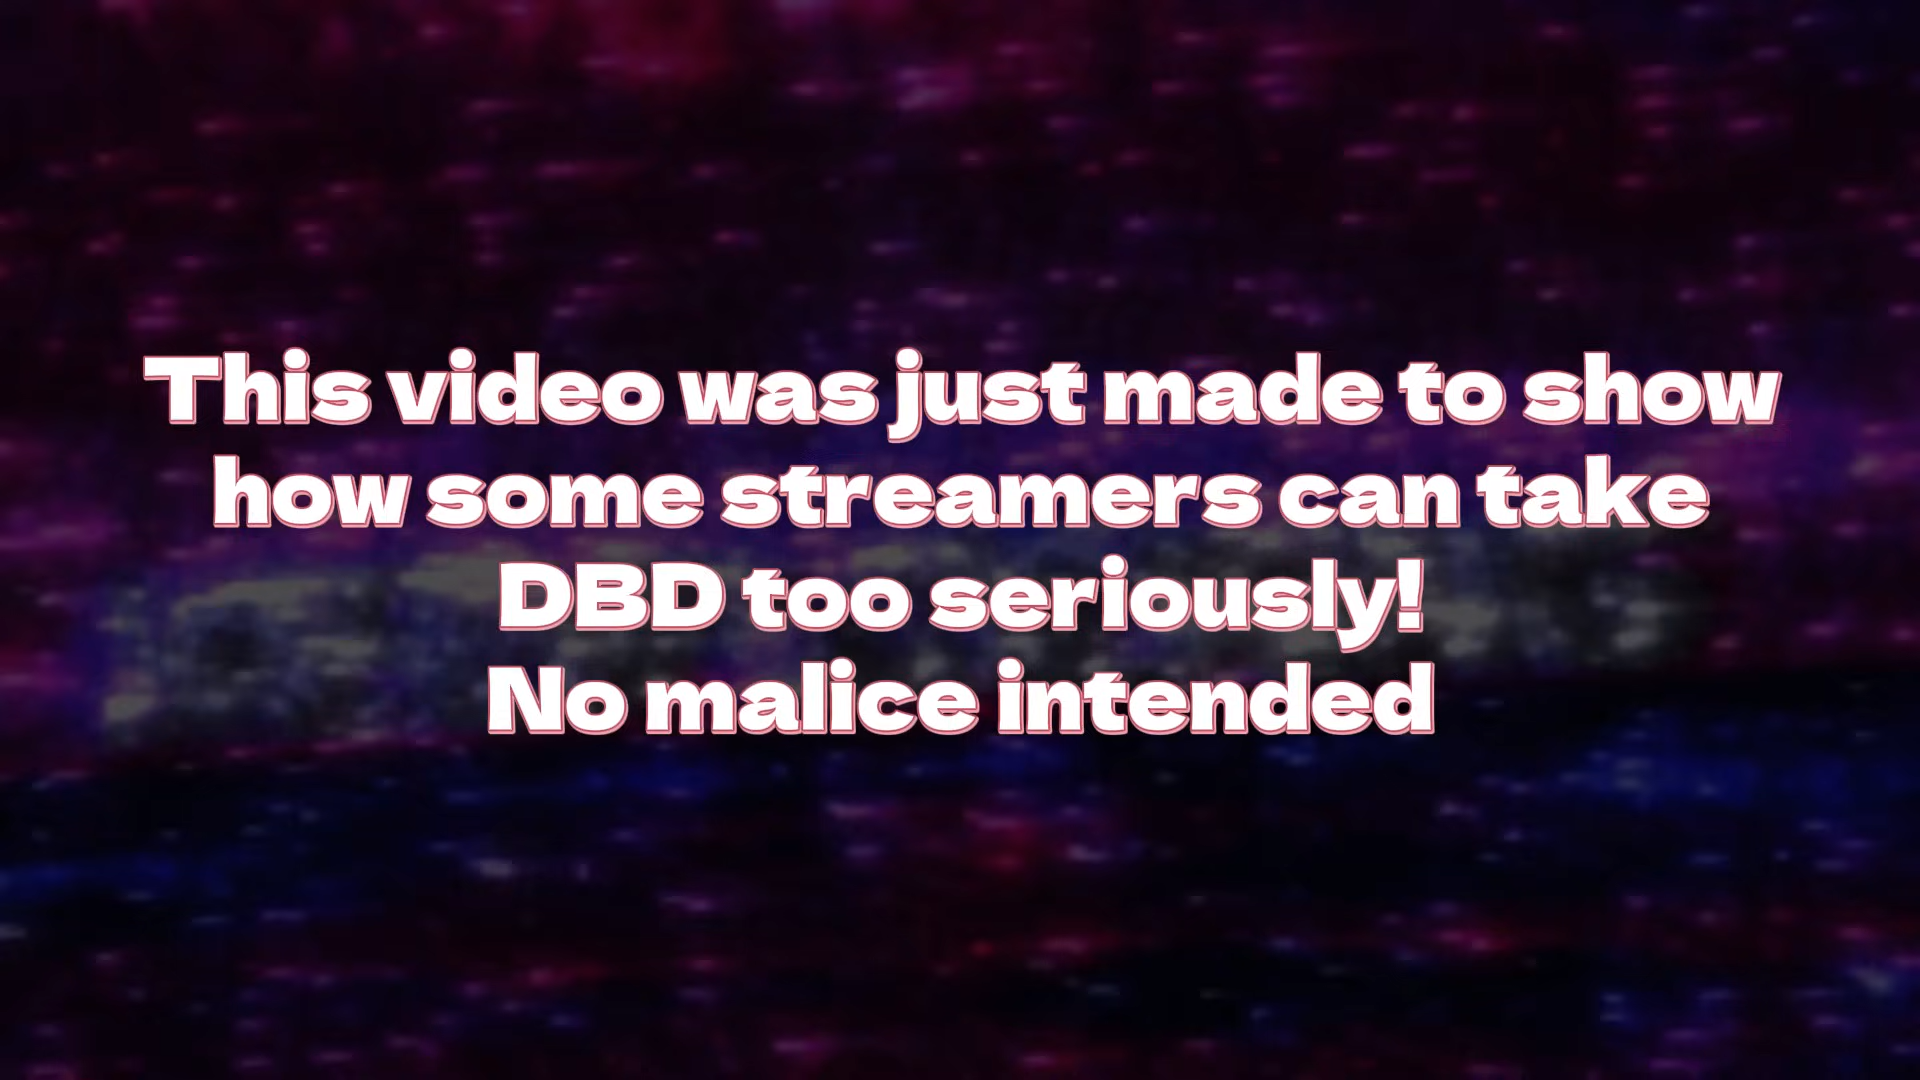 This video was just made to show
how some streamers can take
DBD too seriously!
No malice intended